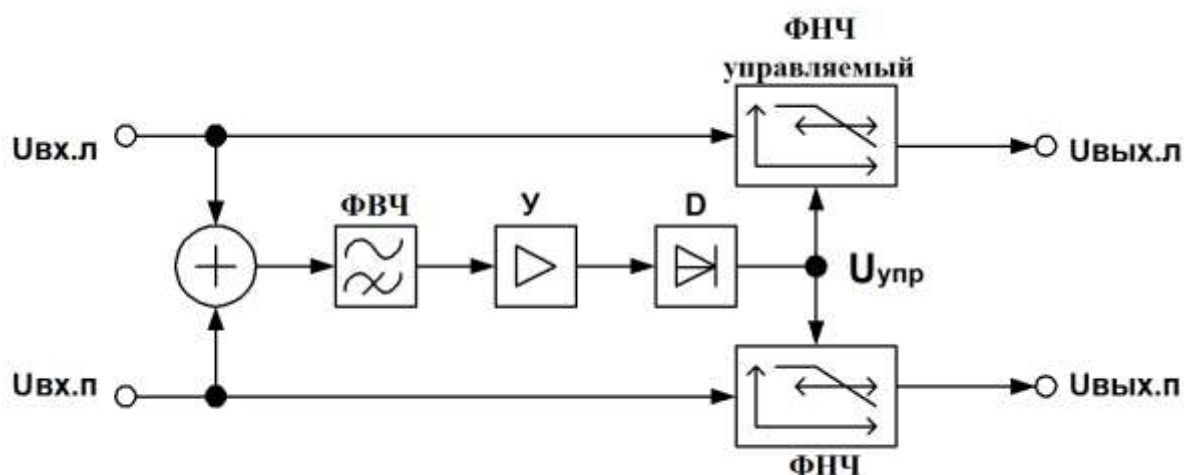 ФНЧ
управляемый
Uвх.л
Uвых.л
ФВЧ
У
D
Uупр
Uвх.п
Uвых.п
ФНЧ